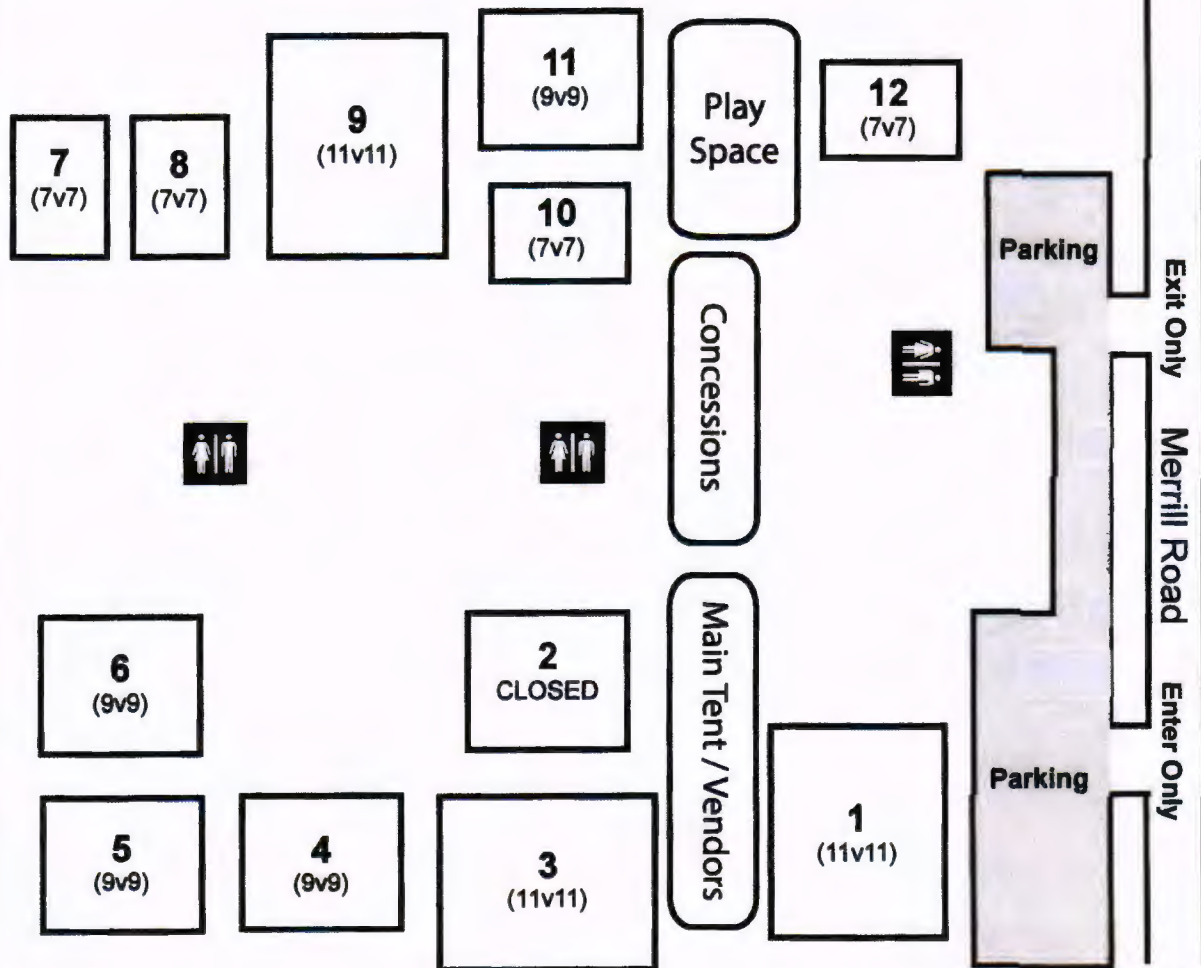 11
(9v9)
Play
Space
12
(7v7)
9
(11v11)
7
(7v7)
8
(7v7)
10
(7v7)
Parking
Exit Only
Concessions
Merrill Road
6
(9v9)
2
CLOSED
Main Tent / Vendors
Enter Only
Parking
1
(11v11)
5
(9v9)
4
(9v9)
3
(11v11)